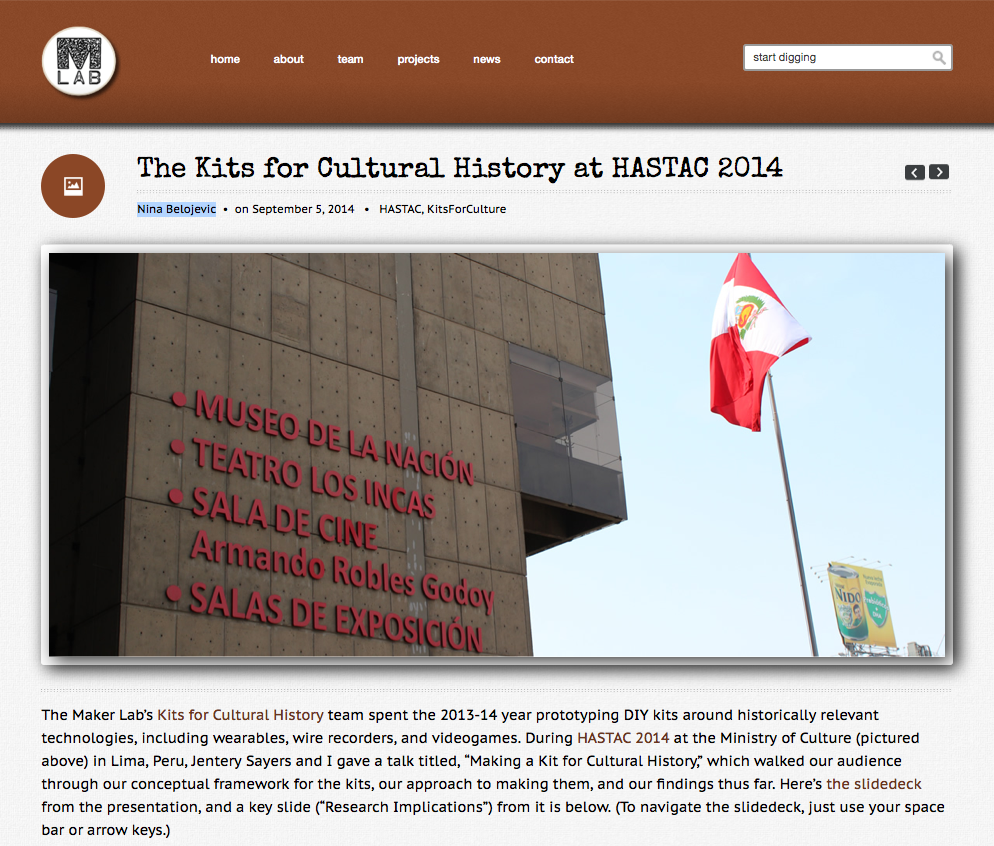 M
LAB
home about team projects news contact
start digging
The Kits for Cultural History at HASTAC 2014
Nina Belojevic • on September 5, 2014 • HASTAC, KitsForCulture
• MUSEO DE LA NACIÓN
• TEATRO LOS INCAS
• SALA DE CINE
Armando Robles Godoy
• SALAS DE EXPOSICIÓN
NIDO
The Maker Lab's Kits for Cultural History team spent the 2013-14 year prototyping DIY kits around historically relevant
technologies, including wearables, wire recorders, and videogames. During HASTAC 2014 at the Ministry of Culture (pictured
above) in Lima, Peru, Jentery Sayers and I gave a talk titled, “Making a Kit for Cultural History,” which walked our audience
through our conceptual framework for the kits, our approach to making them, and our findings thus far. Here's the slidedeck
from the presentation, and a key slide (“Research Implications”) from it is below. (To navigate the slidedeck, just use your space
bar or arrow keys.)